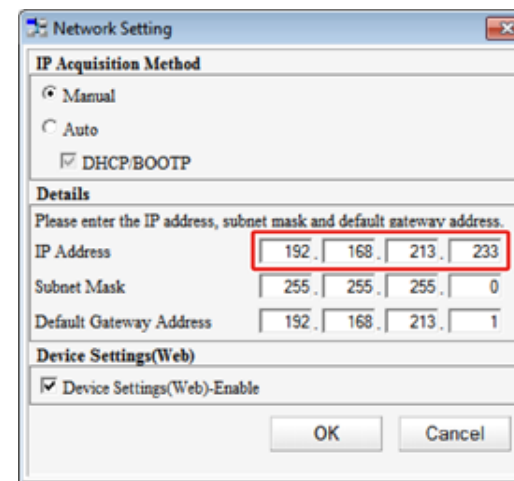 Network Setting
IP Acquisition Method
Manual
Auto
DHCP/BOOTP
Details
Please enter the IP address, subnet mask and default gateway address.
IP Address 192. 168. 213. 233
Subnet Mask 255. 255. 255. 0
Default Gateway Address 192. 168. 213. 1
Device Settings(Web)
Device Settings(Web)-Enable
OK Cancel